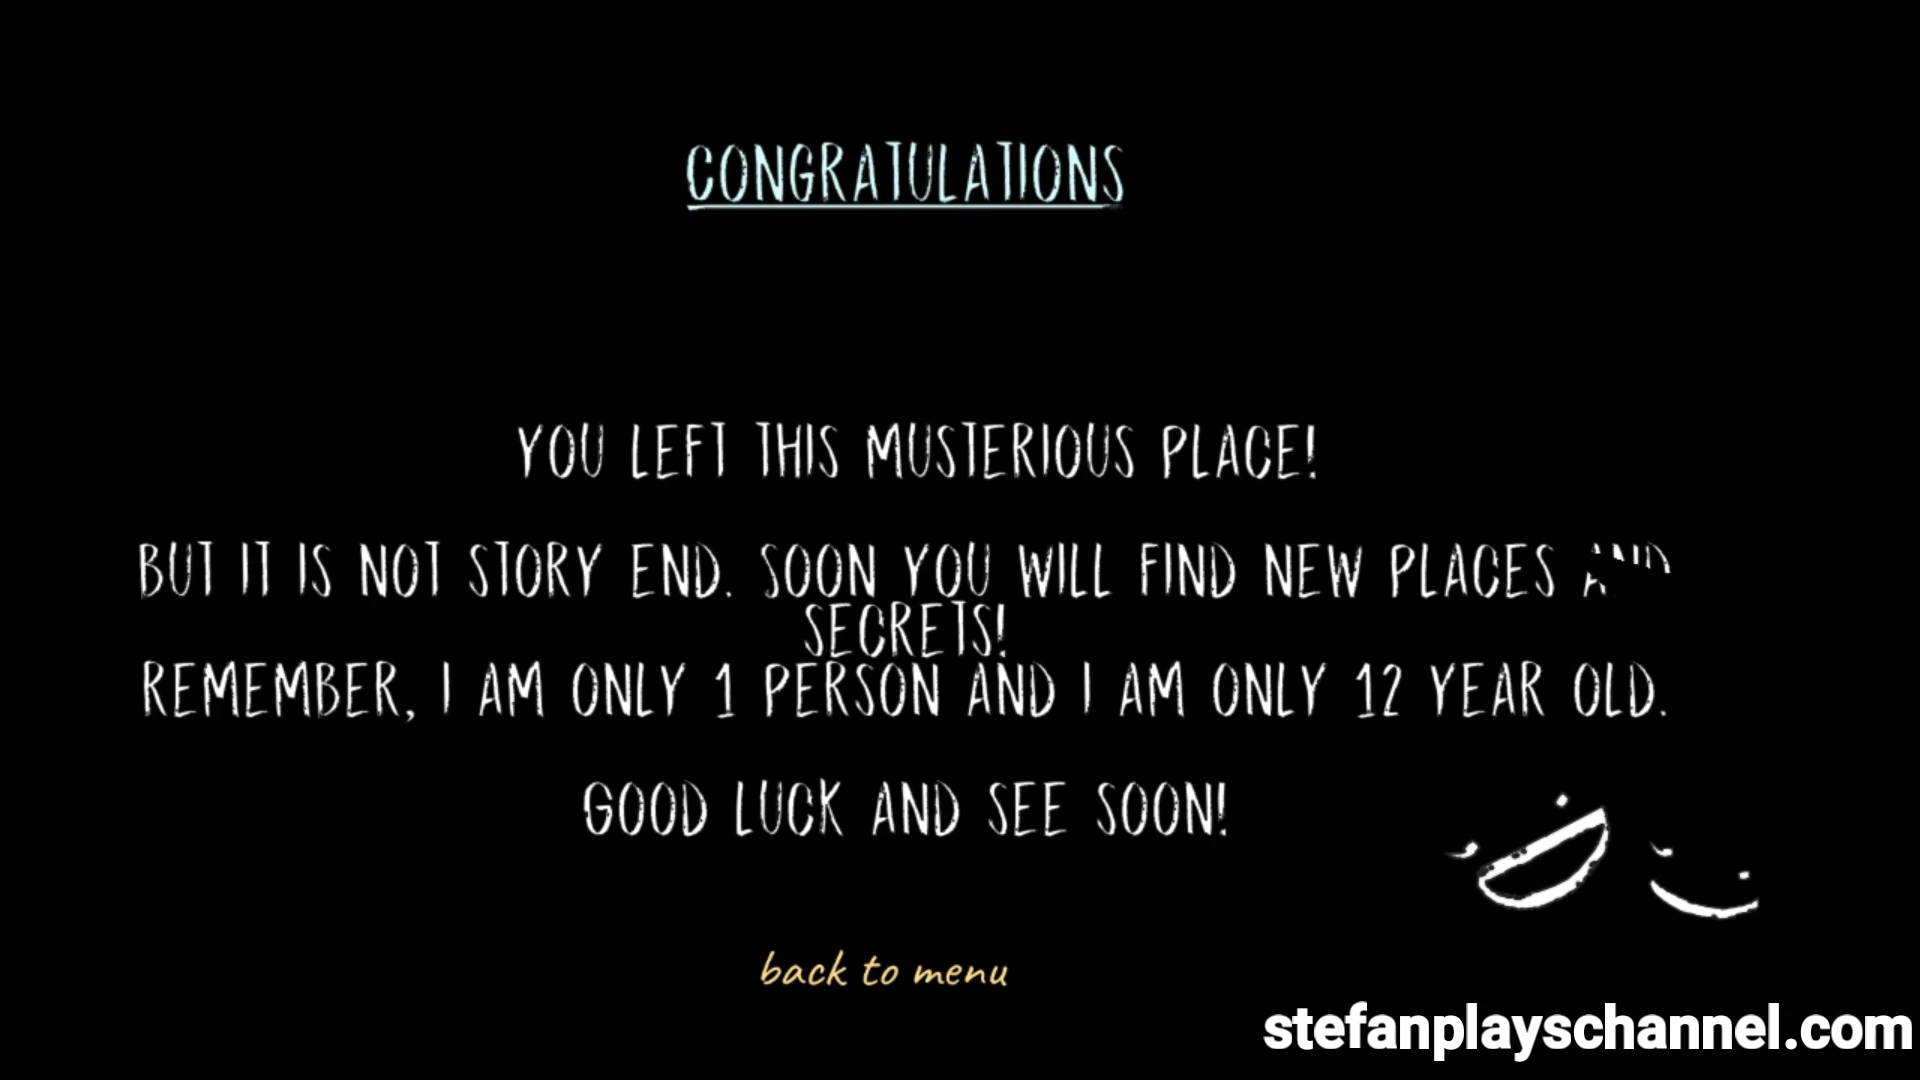 CONGRATULATIONS
YOU LEFT THIS MUSTERIOUS PLACE!
BUT IT IS NOT STORY END. SOON YOU WILL FIND NEW PLACES AND
SECRETS!
REMEMBER, I AM ONLY 1 PERSON AND I AM ONLY 12 YEAR OLD.
GOOD LUCK AND SEE SOON!
back to menu
stefanplayschannel.com